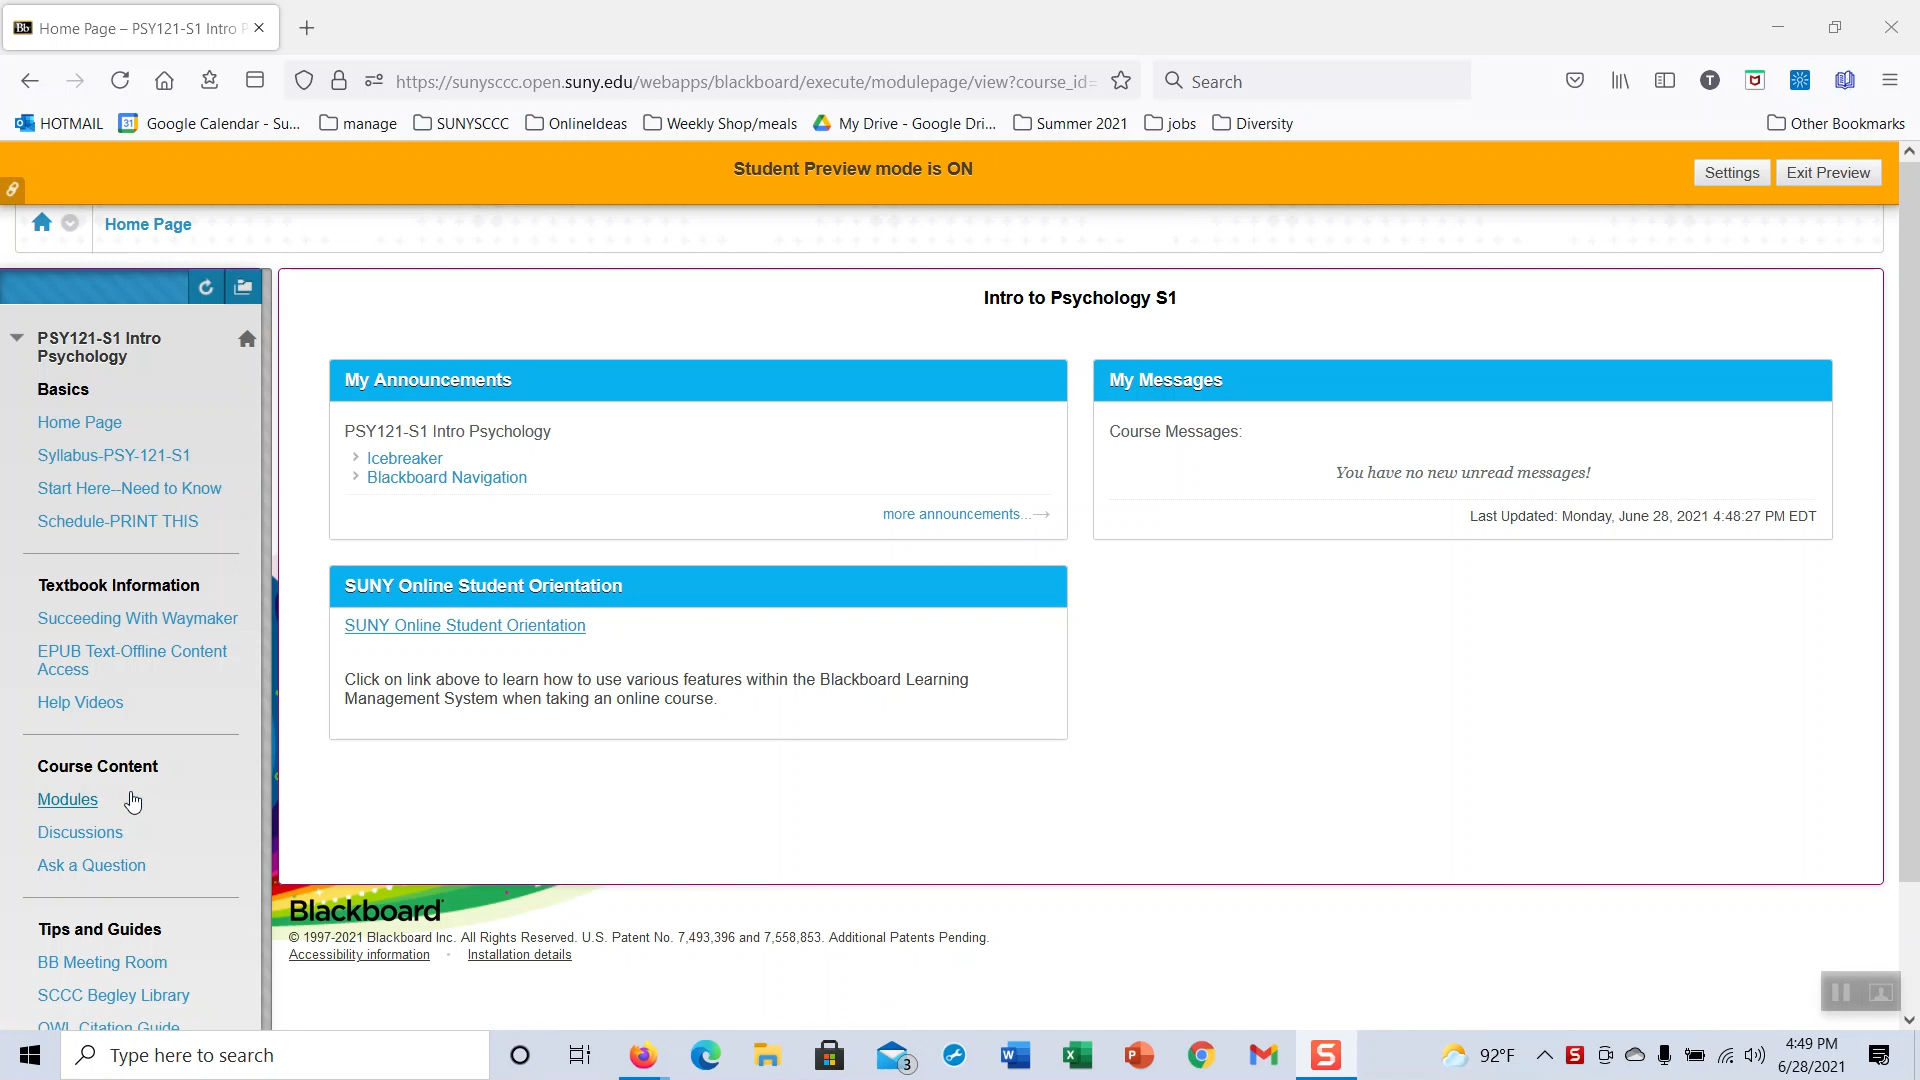 Bb Home Page – PSY121-S1 Intro P
https://sunysccc.open.suny.edu/webapps/blackboard/execute/modulepage/view?course_id=
Search
T
HOTMAIL
31 Google Calendar - Su...
manage
SUNYSCCC
OnlineIdeas
Weekly Shop/meals
My Drive - Google Dri...
Summer 2021
jobs
Diversity
Other Bookmarks
Student Preview mode is ON
Settings
Exit Preview
Home Page
PSY121-S1 Intro
Psychology
Basics
Home Page
Syllabus-PSY-121-S1
Start Here--Need to Know
Schedule-PRINT THIS
Textbook Information
Succeeding With Waymaker
EPUB Text-Offline Content
Access
Help Videos
Course Content
Modules
Discussions
Ask a Question
Tips and Guides
BB Meeting Room
SCCC Begley Library
OWL Citation Guide
Intro to Psychology S1
My Announcements
PSY121-S1 Intro Psychology
Icebreaker
Blackboard Navigation
more announcements...
My Messages
Course Messages:
You have no new unread messages!
Last Updated: Monday, June 28, 2021 4:48:27 PM EDT
SUNY Online Student Orientation
SUNY Online Student Orientation
Click on link above to learn how to use various features within the Blackboard Learning
Management System when taking an online course.
Blackboard
© 1997-2021 Blackboard Inc. All Rights Reserved. U.S. Patent No. 7,493,396 and 7,558,853. Additional Patents Pending.
Accessibility information
Installation details
Type here to search
3
92°F
4:49 PM
6/28/2021